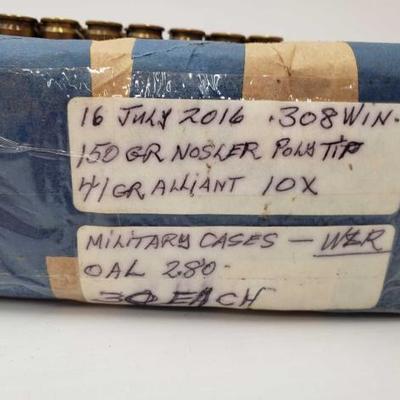 16 JULY 2016 .308 WIN.
150 GR NOSLER POLY TIP
41 GR ALLIANT 10X
MILITARY CASES — WLR
OAL 2.80
30 EACH